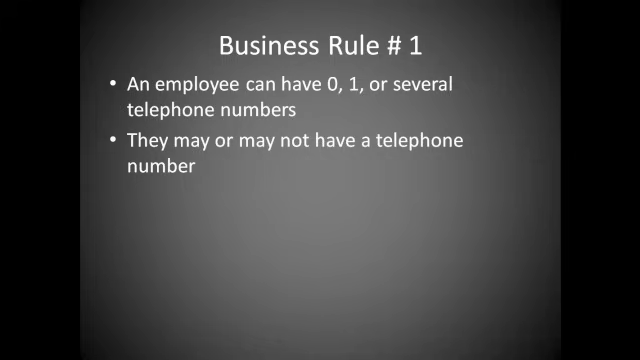 Business Rule # 1
• An employee can have 0, 1, or several
telephone numbers
• They may or may not have a telephone
number